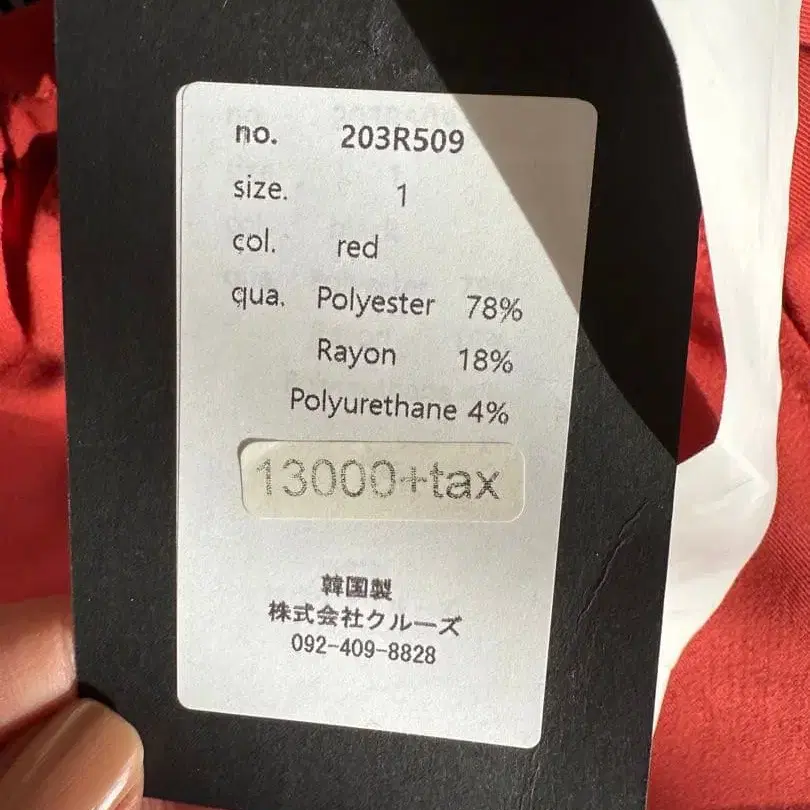 no. 203R509
size. 1
col. red
qua. Polyester 78%
Rayon 18%
Polyurethane 4%
13000+tax
韓国製
株式会社クルーズ
092-409-8828